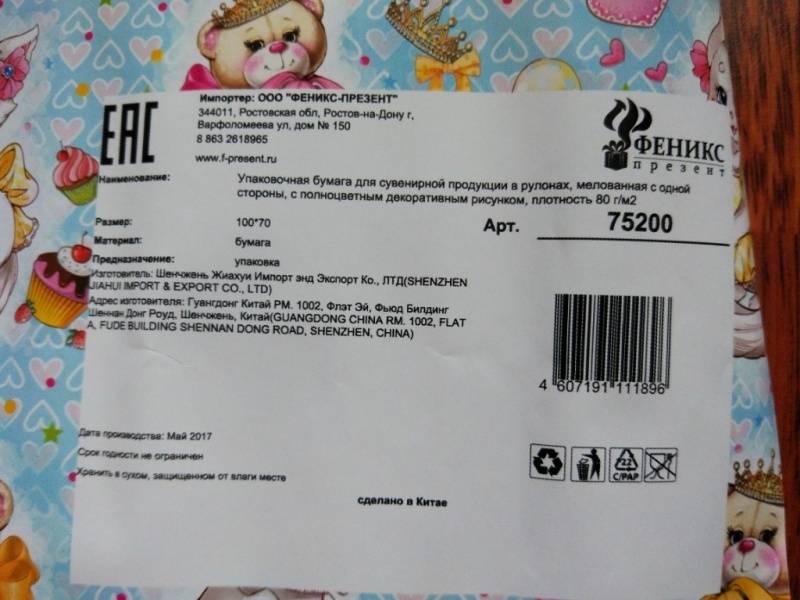 ЕАС
Импортер: ООО "ФЕНИКС-ПРЕЗЕНТ"
344011, Ростовская обл, Ростов-на-Дону г,
Варфоломеева ул, дом № 150
8 863 2618965
www.f-present.ru
ФЕНИКС
презент
Наименование: Упаковочная бумага для сувенирной продукции в рулонах, мелованная с одной
стороны, с полноцветным декоративным рисунком, плотность 80 г/м2
Размер: 100*70
Арт. 75200
Материал: бумага
Предназначение: упаковка
Изготовитель: Шенчжень Жиахуи Импорт энд Экспорт Ко., ЛТД(SHENZHEN
JIAHUI IMPORT & EXPORT CO., LTD)
Адрес изготовителя: Гуангдонг Китай РМ. 1002, Флэт Эй, Фьюд Билдинг
Шеннан Донг Роуд, Шенчжень, Китай(GUANGDONG CHINA RM. 1002, FLAT
A, FUDE BUILDING SHENNAN DONG ROAD, SHENZHEN, CHINA)
4 607191 111896
Дата производства: Май 2017
Срок годности не ограничен
Хранить в сухом, защищенном от влаги месте
22
C/PAP
сделано в Китае